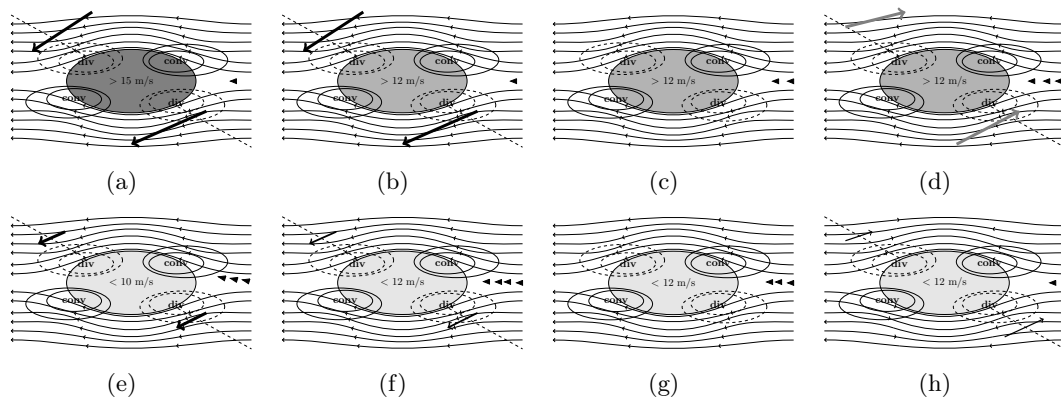 div conv
> 15 m/s
conv div
div conv
> 12 m/s
conv div
div conv
> 12 m/s
conv div
div conv
> 12 m/s
conv div
(a) (b) (c) (d)
div conv
< 10 m/s
conv div
div conv
< 12 m/s
conv div
div conv
< 12 m/s
conv div
div conv
< 12 m/s
conv div
(e) (f) (g) (h)